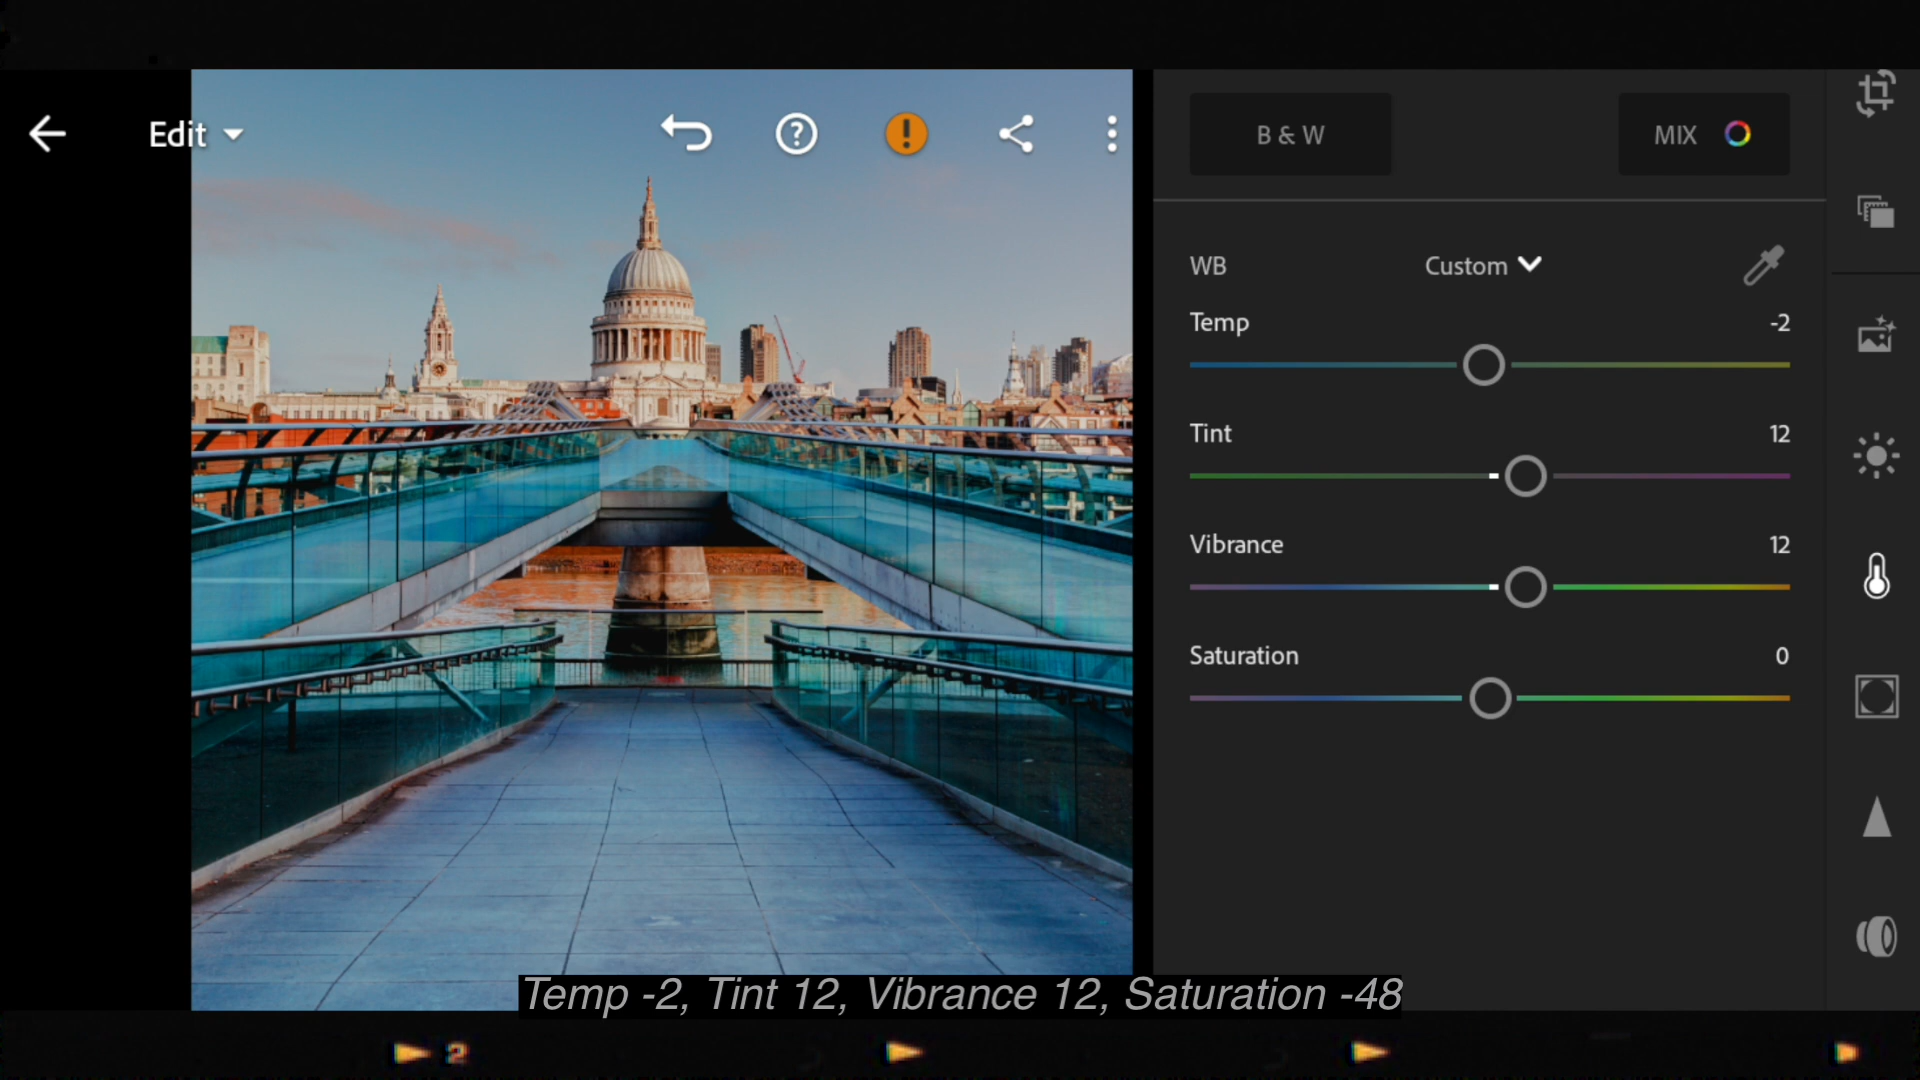 Edit
B & W
MIX
WB
Custom
Temp
-2
Tint
12
Vibrance
12
Saturation
0
Temp -2, Tint 12, Vibrance 12, Saturation -48
2